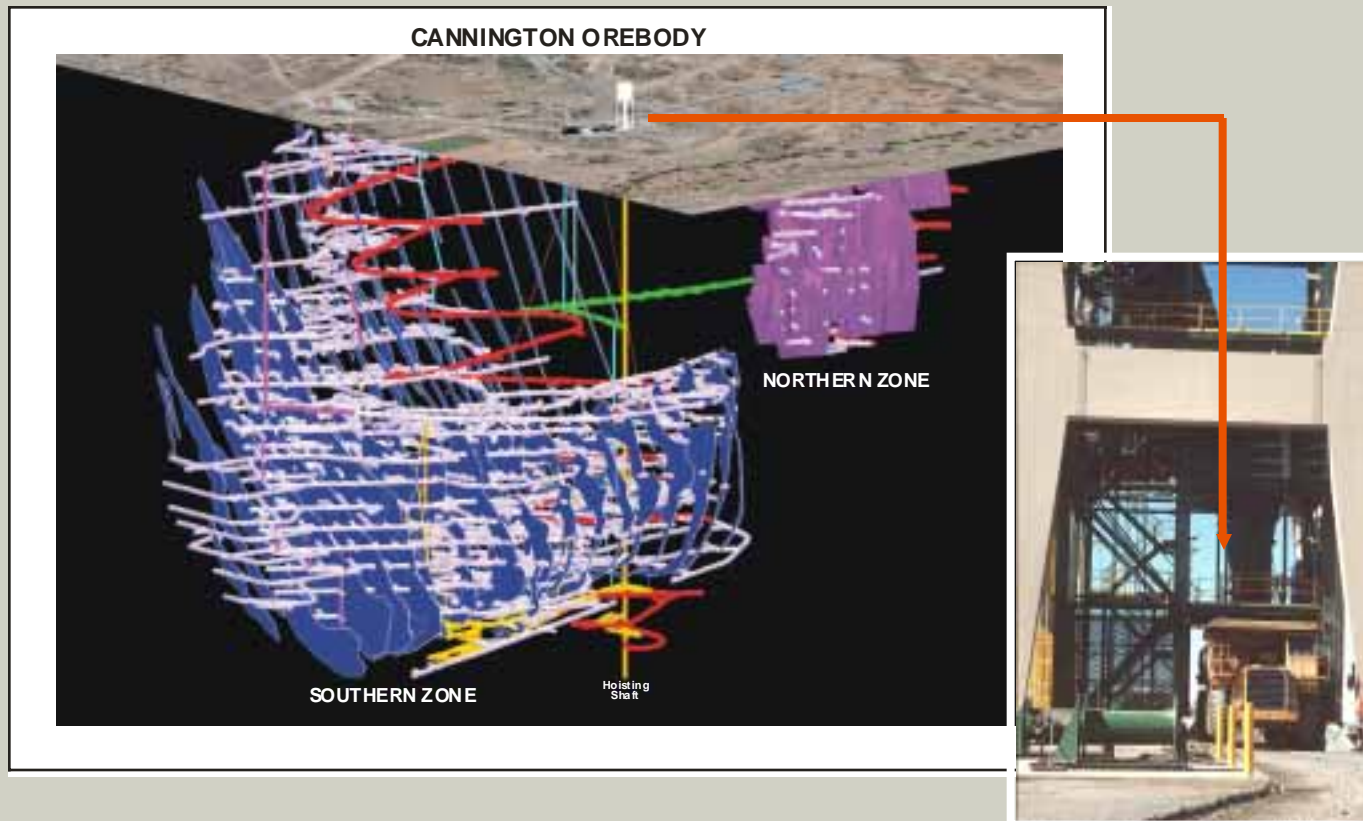 CANNINGTON OREBODY
NORTHERN ZONE
SOUTHERN ZONE
Hoisting
Shaft